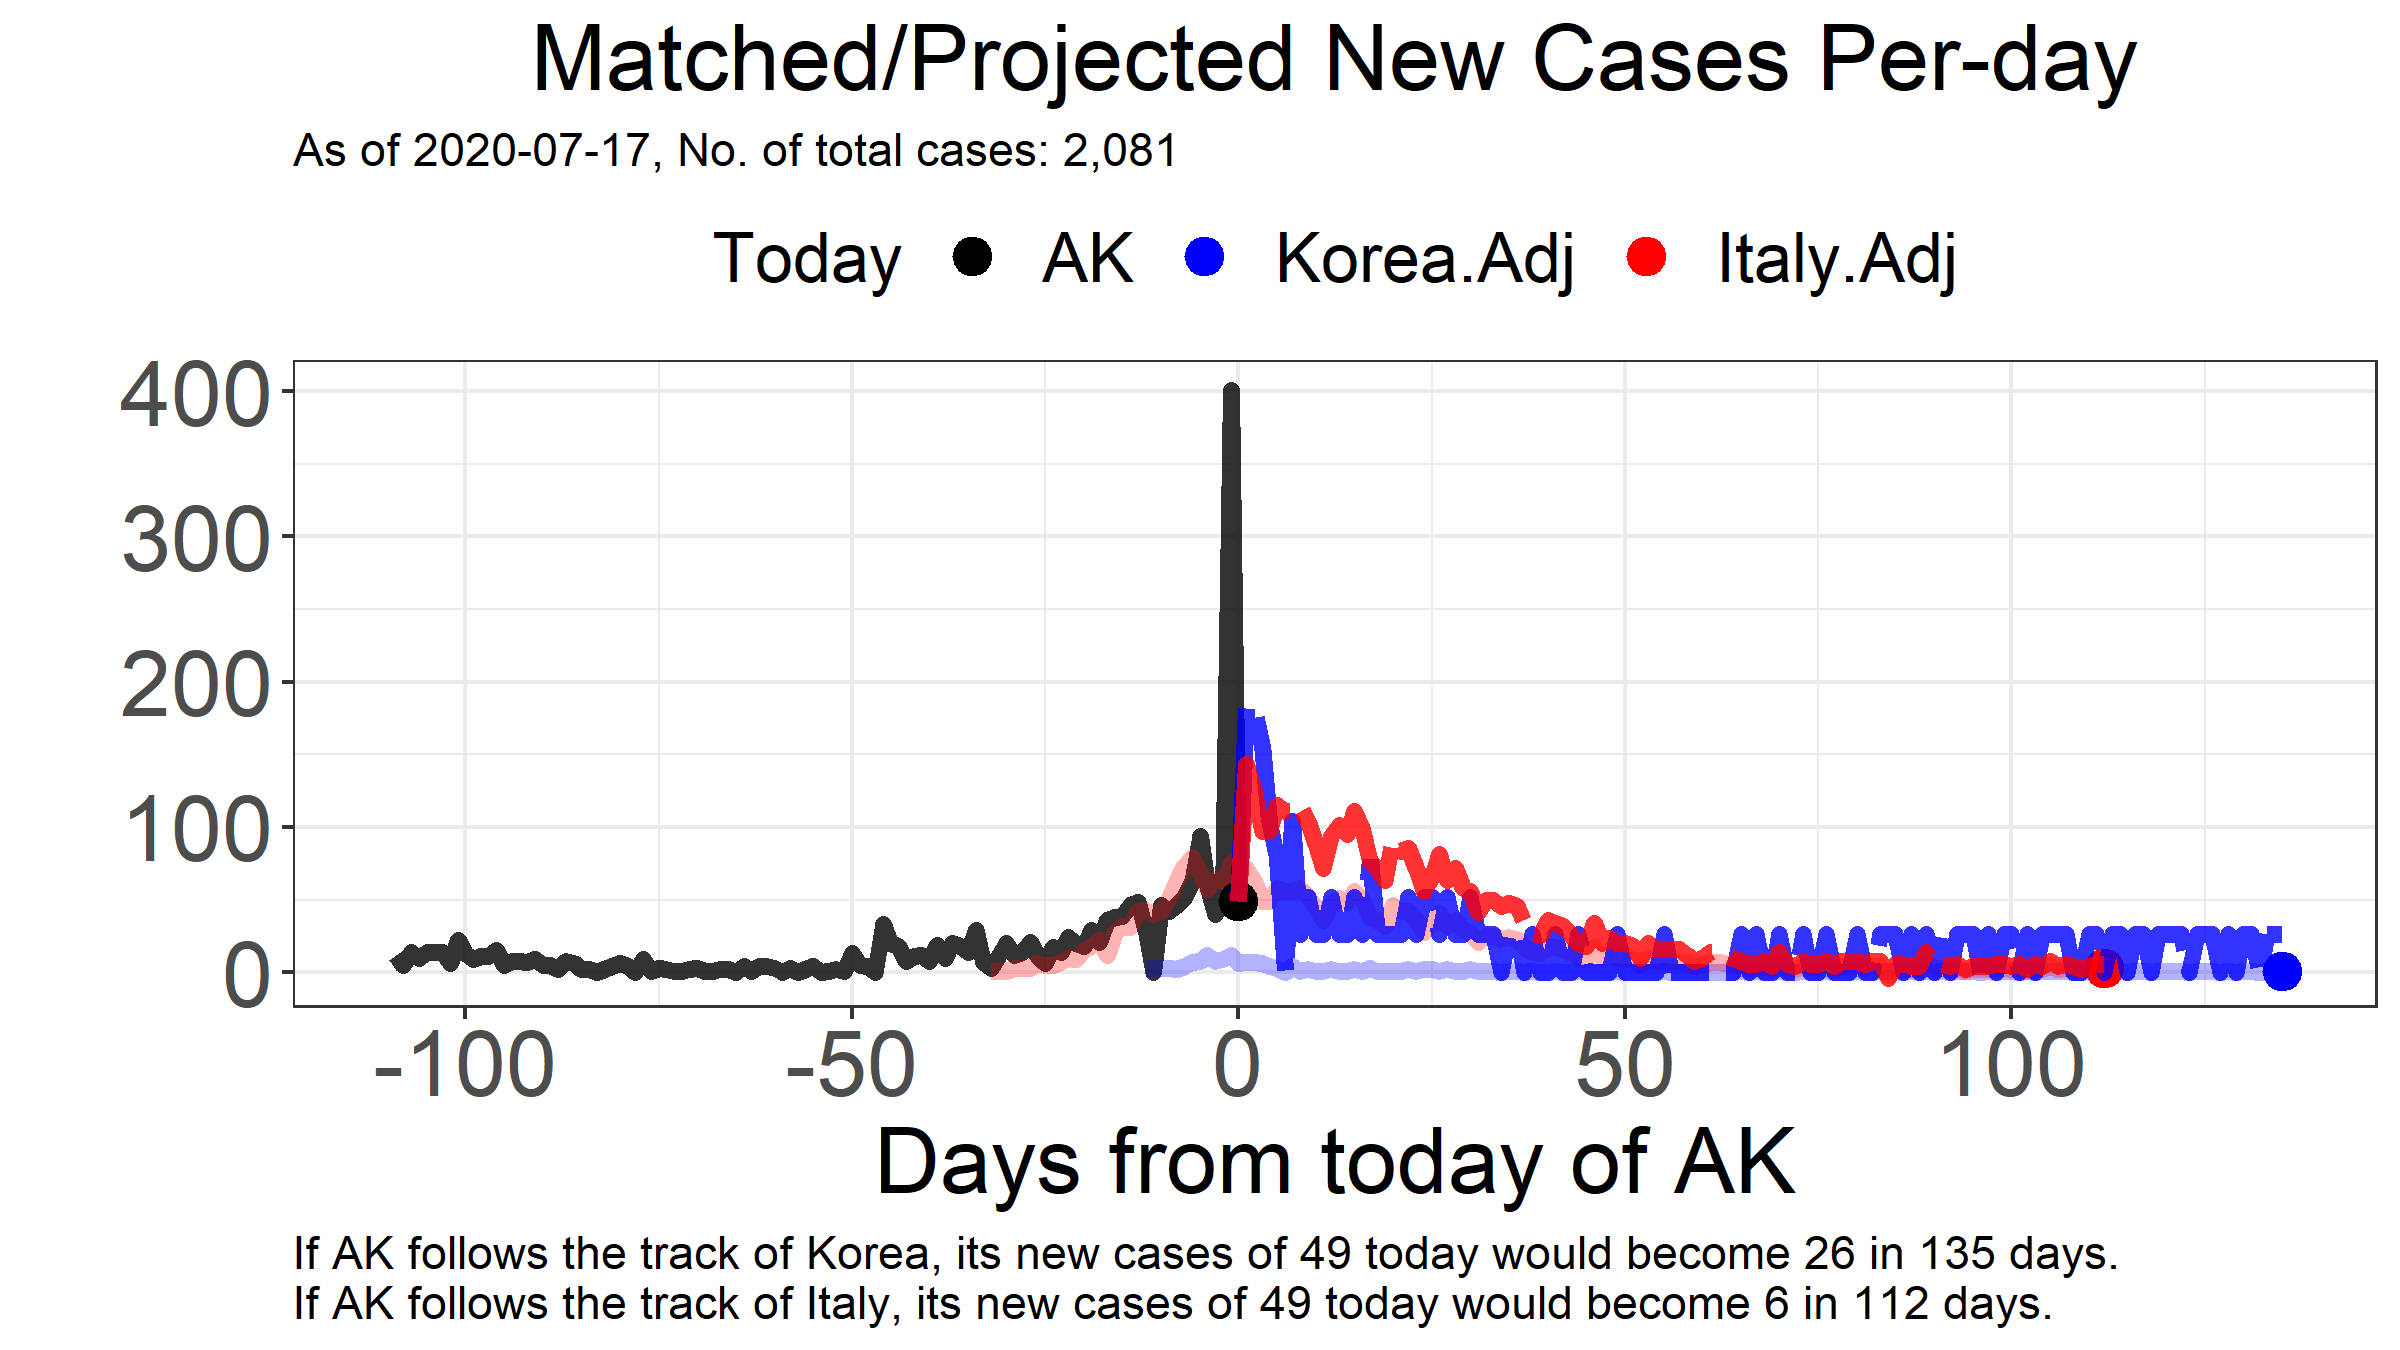 Matched/Projected New Cases Per-day
As of 2020-07-17, No. of total cases: 2,081
Today AK Korea.Adj Italy.Adj
400
300
200
100
0
-100 -50 0 50 100
Days from today of AK
If AK follows the track of Korea, its new cases of 49 today would become 26 in 135 days.
If AK follows the track of Italy, its new cases of 49 today would become 6 in 112 days.